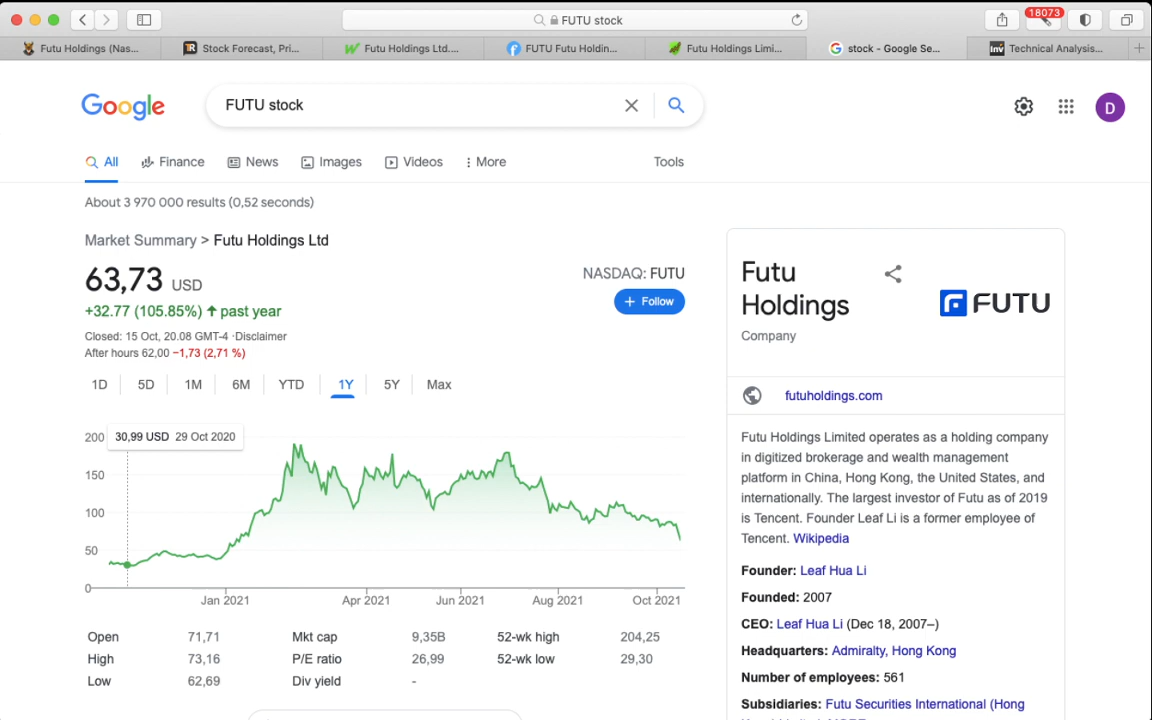 FUTU stock
18073
Futu Holdings (Nas...
Stock Forecast, Pri...
Futu Holdings Ltd....
FUTU Futu Holdin...
Futu Holdings Limi...
stock - Google Se...
Inv Technical Analysis...
Google
FUTU stock
D
All
Finance
News
Images
Videos
More
Tools
About 3 970 000 results (0,52 seconds)
Market Summary > Futu Holdings Ltd
63,73 USD
NASDAQ: FUTU
+32.77 (105.85%) past year
+ Follow
Closed: 15 Oct, 20.08 GMT-4 ·Disclaimer
After hours 62,00 −1,73 (2,71 %)
1D
5D
1M
6M
YTD
1Y
5Y
Max
200
30,99 USD 29 Oct 2020
150
100
50
0
Jan 2021
Apr 2021
Jun 2021
Aug 2021
Oct 2021
Open 71,71 Mkt cap 9,35B 52-wk high 204,25
High 73,16 P/E ratio 26,99 52-wk low 29,30
Low 62,69 Div yield -
Futu
Holdings
FUTU
Company
futuholdings.com
Futu Holdings Limited operates as a holding company
in digitized brokerage and wealth management
platform in China, Hong Kong, the United States, and
internationally. The largest investor of Futu as of 2019
is Tencent. Founder Leaf Li is a former employee of
Tencent. Wikipedia
Founder: Leaf Hua Li
Founded: 2007
CEO: Leaf Hua Li (Dec 18, 2007–)
Headquarters: Admiralty, Hong Kong
Number of employees: 561
Subsidiaries: Futu Securities International (Hong